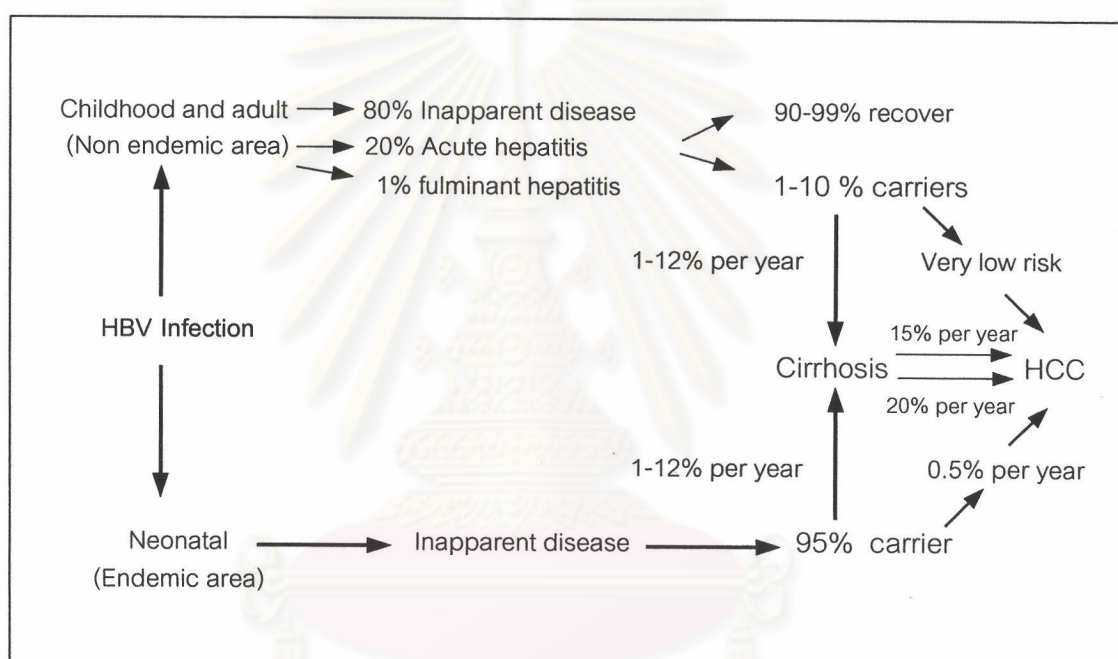 Childhood and adult
(Non endemic area)
80% Inapparent disease
20% Acute hepatitis
1% fulminant hepatitis
90-99% recover
1-10 % carriers
1-12% per year
Very low risk
HBV Infection
15% per year
Cirrhosis
HCC
20% per year
1-12% per year
0.5% per year
Neonatal
(Endemic area)
Inapparent disease
95% carrier